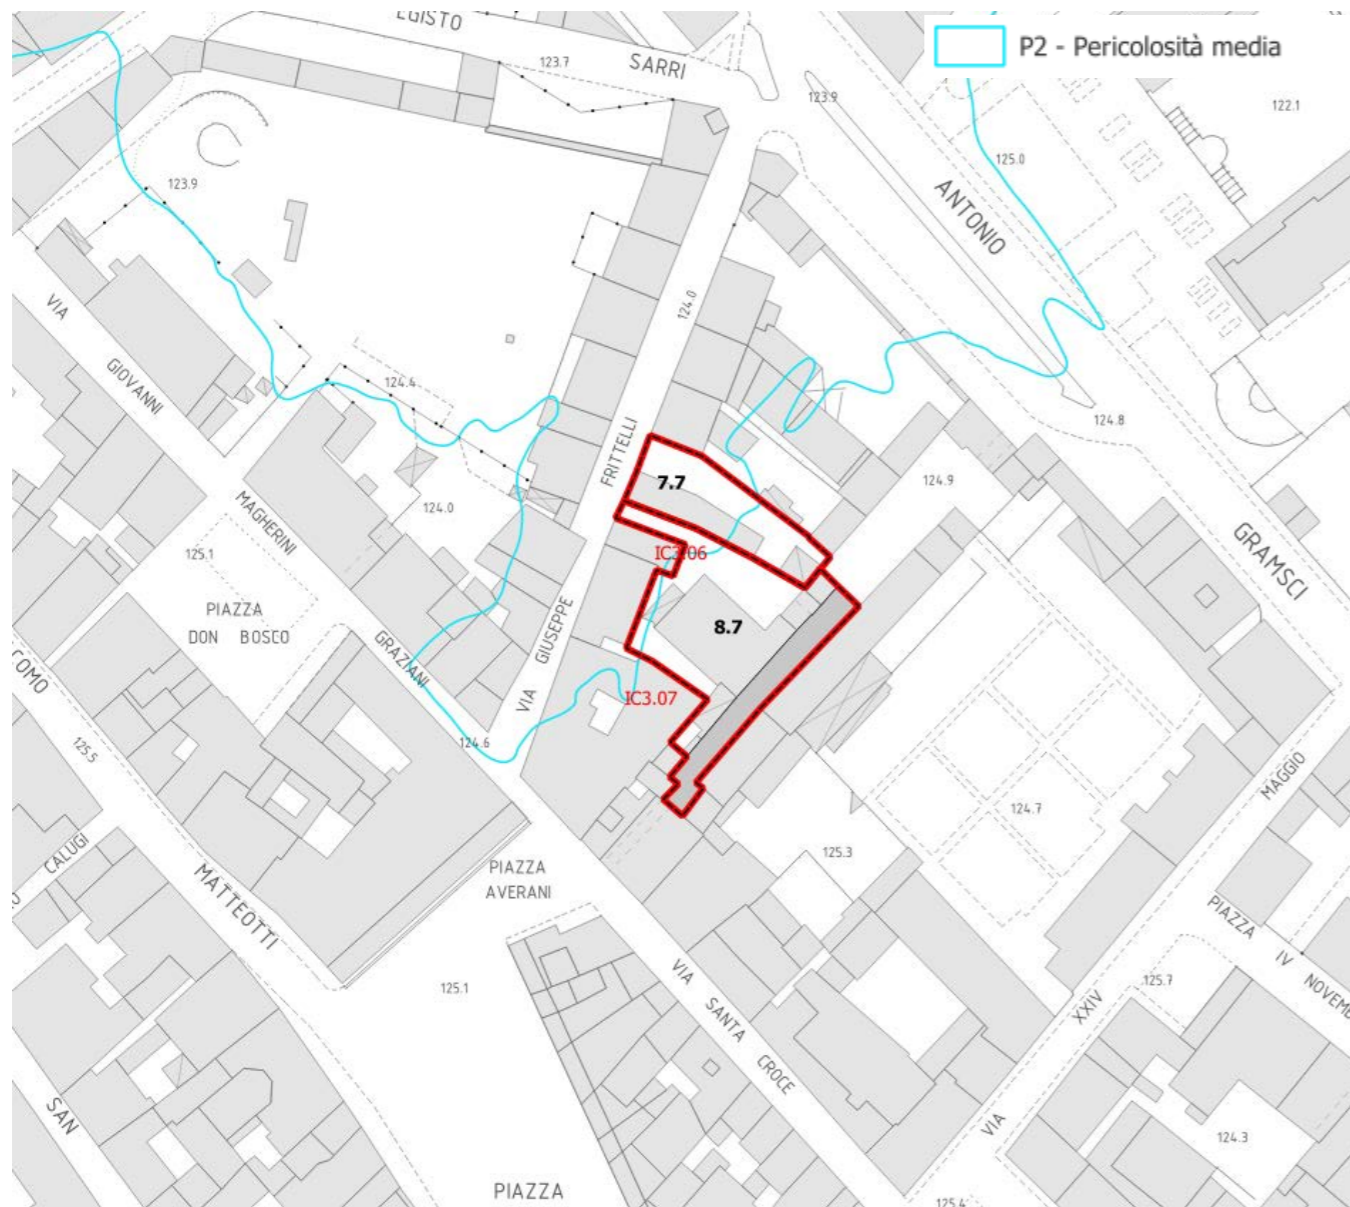 EGISTO
SARRI
P2 - Pericolosità media
123.7
123.9
122.1
125.0
123.9
ANTONIO
VIA
GIOVANNI
124.0
124.4
124.8
FRITTELLI
7.7
124.9
MAGHERINI
124.0
125.1
IC3.06
GRAMSCI
PIAZZA
DON BOSCO
GRAZIANI
GIUSEPPE
8.7
COMO
VIA
IC3.07
124.6
125.5
MAGGIO
124.7
CALUGI
MATTEOTTI
PIAZZA
AVERANI
125.3
PIAZZA
IV
NOVEMB
125.1
VIA
SANTA
CROCE
125.7
XXIV
SAN
VIA
124.3
PIAZZA
125.4